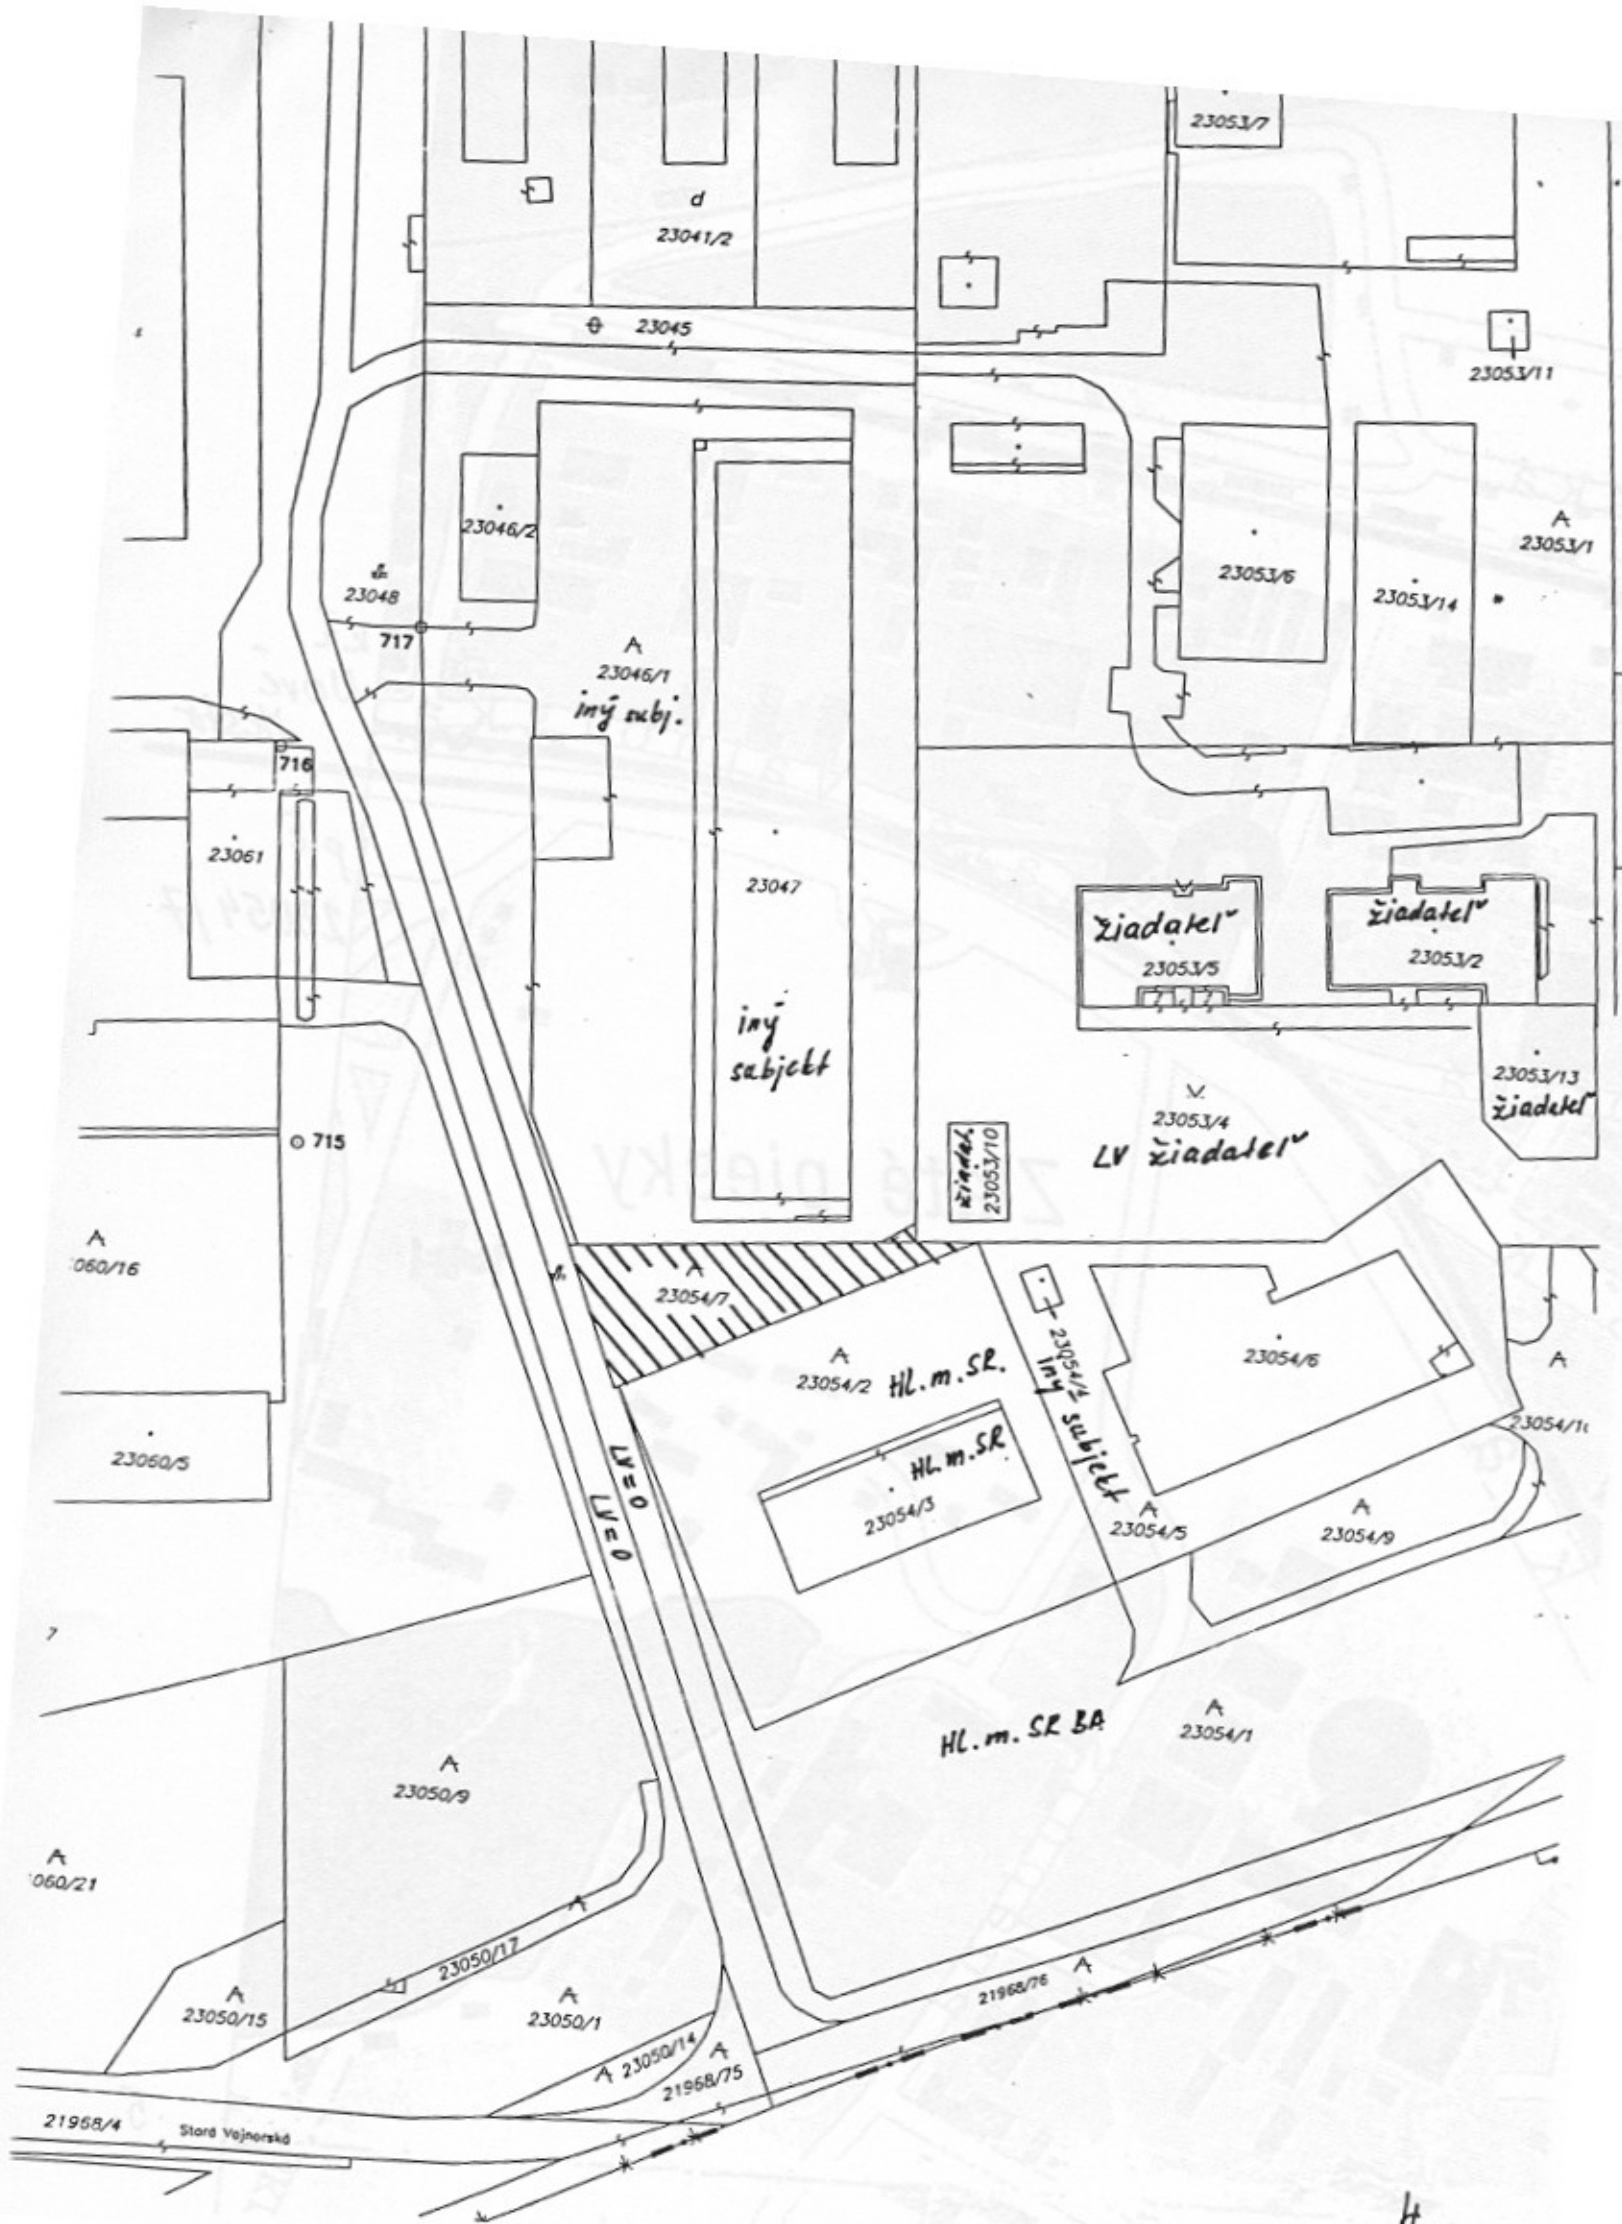 23053/7
d
23041/2
23045
23053/11
23046/2
23048
717
23053/6
23053/14
23053/1
23046/1
iný subj.
716
23061
23047
žiadateľ
23053/5
žiadateľ
23053/2
iný
subjekt
23053/13
žiadateľ
23053/4
LV žiadateľ
žiadat.
23053/10
715
060/16
23054/7
23054/2 Hl. m. SR.
iný subjekt
23054/6
23054/3
Hl. m. SR
23060/5
LV = 0
LV = 0
23054/5
23054/9
7
Hl. m. SR BA
23054/1
23050/9
060/21
23050/17
23050/15
23050/1
23050/14
21968/75
21968/76
21968/4
Stará Vajnorská
4